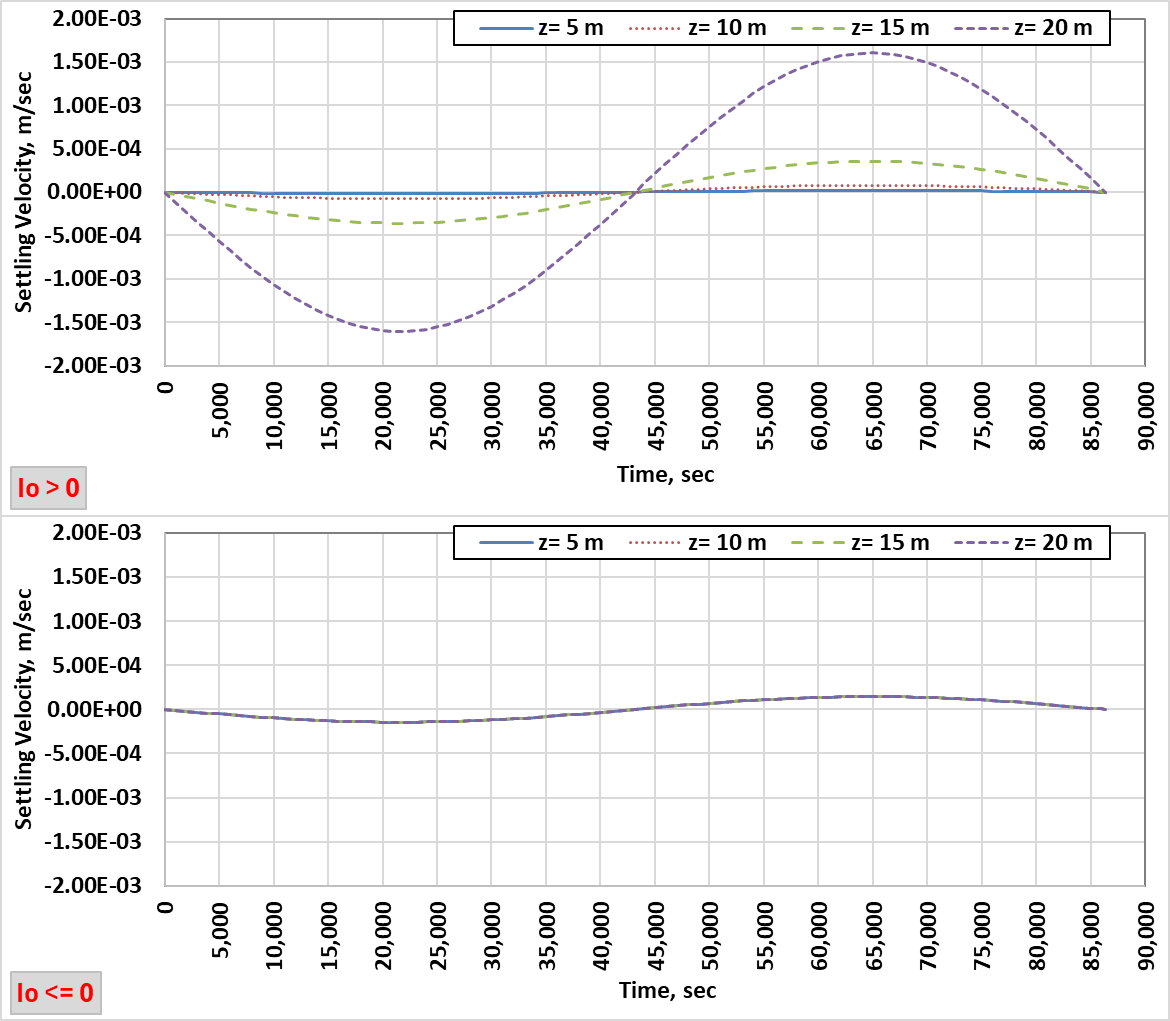 2.00E-03
1.50E-03
1.00E-03
5.00E-04
0.00E+00
-5.00E-04
-1.00E-03
-1.50E-03
-2.00E-03
Settling Velocity, m/sec
z= 5 m z= 10 m z= 15 m z= 20 m
0 5,000 10,000 15,000 20,000 25,000 30,000 35,000 40,000 45,000 50,000 55,000 60,000 65,000 70,000 75,000 80,000 85,000 90,000
Time, sec
Io > 0
2.00E-03
1.50E-03
1.00E-03
5.00E-04
0.00E+00
-5.00E-04
-1.00E-03
-1.50E-03
-2.00E-03
Settling Velocity, m/sec
z= 5 m z= 10 m z= 15 m z= 20 m
0 5,000 10,000 15,000 20,000 25,000 30,000 35,000 40,000 45,000 50,000 55,000 60,000 65,000 70,000 75,000 80,000 85,000 90,000
Time, sec
Io <= 0